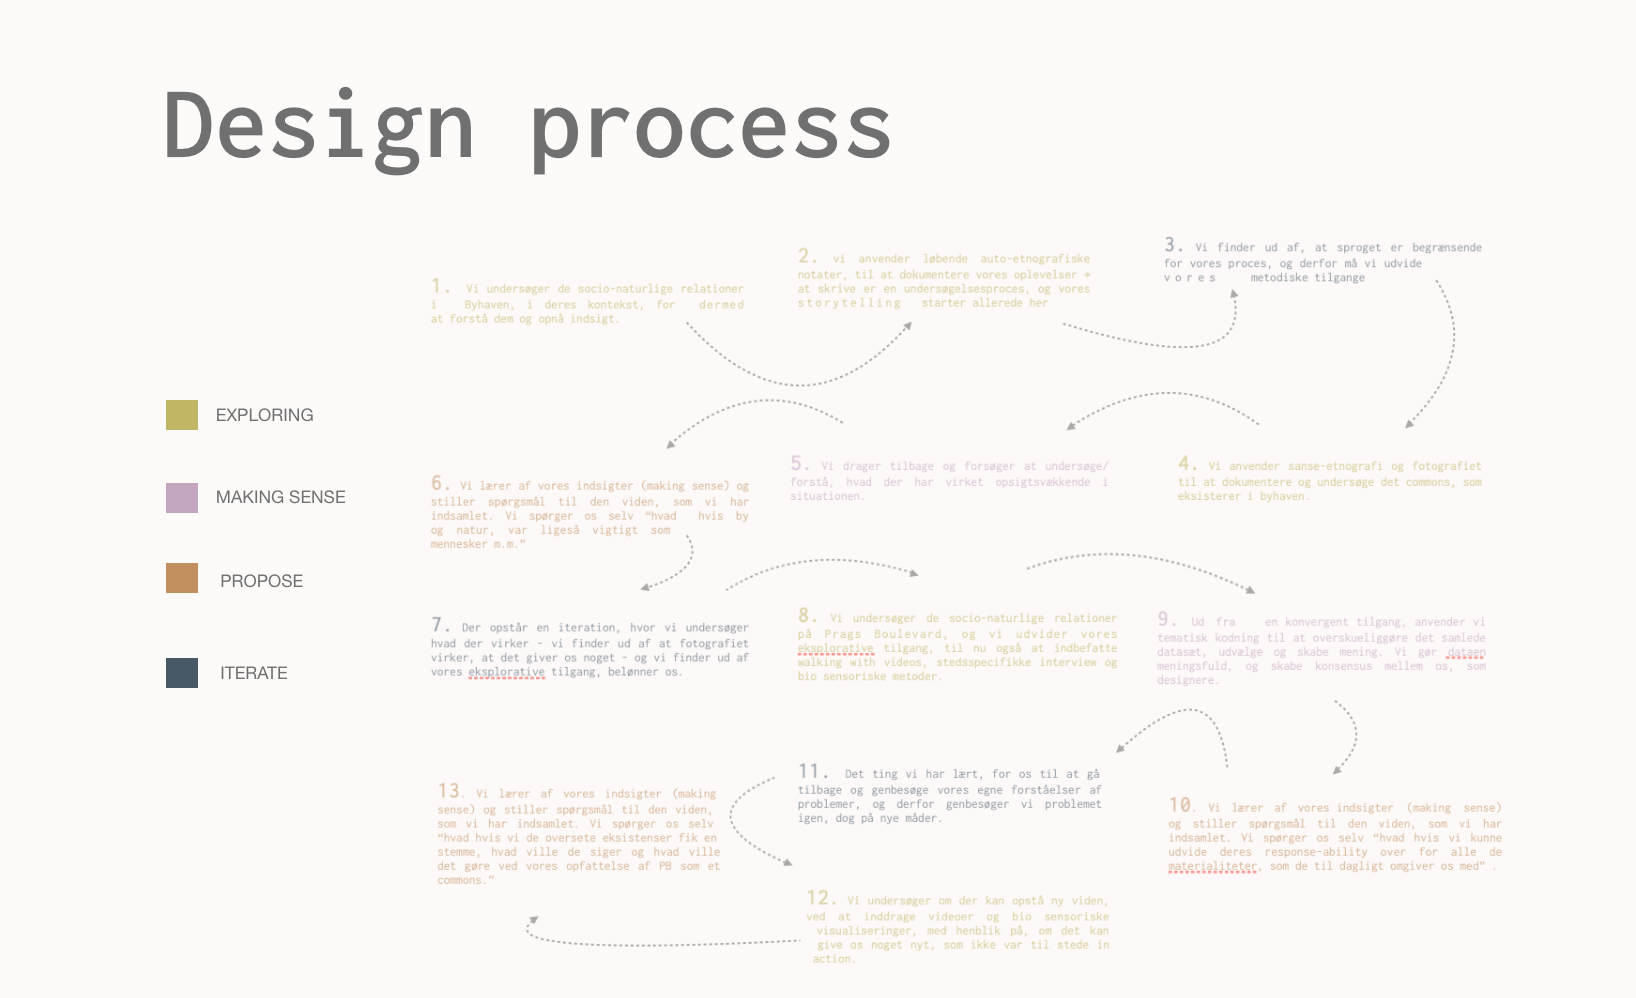 Design process
EXPLORING
MAKING SENSE
PROPOSE
ITERATE
1. Vi undersøger de socio-naturlige relationer
i Byhaven, i deres kontekst, for dermed
at forstå dem og opnå indsigt.
2. vi anvender løbende auto-etnografiske
notater, til at dokumentere vores oplevelser →
at skrive er en undersøgelsesproces, og vores
storytelling starter allerede her
3. Vi finder ud af, at sproget er begrænsende
for vores proces, og derfor må vi udvide
vores metodiske tilgange
4. Vi anvender sanse-etnografi og fotografiet
til at dokumentere og undersøge det commons, som
eksisterer i byhaven.
5. Vi drager tilbage og forsøger at undersøge/
forstå, hvad der har virket opsigtsvækkende i
situationen.
6. Vi lærer af vores indsigter (making sense) og
stiller spørgsmål til den viden, som vi har
indsamlet. Vi spørger os selv “hvad hvis by
og natur, var ligeså vigtigt som
mennesker m.m.”
7. Der opstår en iteration, hvor vi undersøger
hvad der virker - vi finder ud af at fotografiet
virker, at det giver os noget - og vi finder ud af
vores eksplorative tilgang, belønner os.
8. Vi undersøger de socio-naturlige relationer
på Prags Boulevard, og vi udvider vores
eksplorative tilgang, til nu også at indbefatte
walking with videos, stedsspecifikke interview og
bio sensoriske metoder.
9. Ud fra en konvergent tilgang, anvender vi
tematisk kodning til at overskueliggøre det samlede
datasæt, udvælge og skabe mening. Vi gør dataen
meningsfuld, og skabe konsensus mellem os, som
designere.
10. Vi lærer af vores indsigter (making sense)
og stiller spørgsmål til den viden, som vi har
indsamlet. Vi spørger os selv “hvad hvis vi kunne
udvide deres response-ability over for alle de
materialiteter, som de til dagligt omgiver os med” .
11. Det ting vi har lært, for os til at gå
tilbage og genbesøge vores egne forståelser af
problemer, og derfor genbesøger vi problemet
igen, dog på nye måder.
12. Vi undersøger om der kan opstå ny viden,
ved at inddrage videoer og bio sensoriske
visualiseringer, med henblik på, om det kan
give os noget nyt, som ikke var til stede in
action.
13. Vi lærer af vores indsigter (making
sense) og stiller spørgsmål til den viden,
som vi har indsamlet. Vi spørger os selv
“hvad hvis vi de oversete eksistenser fik en
stemme, hvad ville de siger og hvad ville
det gøre ved vores opfattelse af PB som et
commons.”